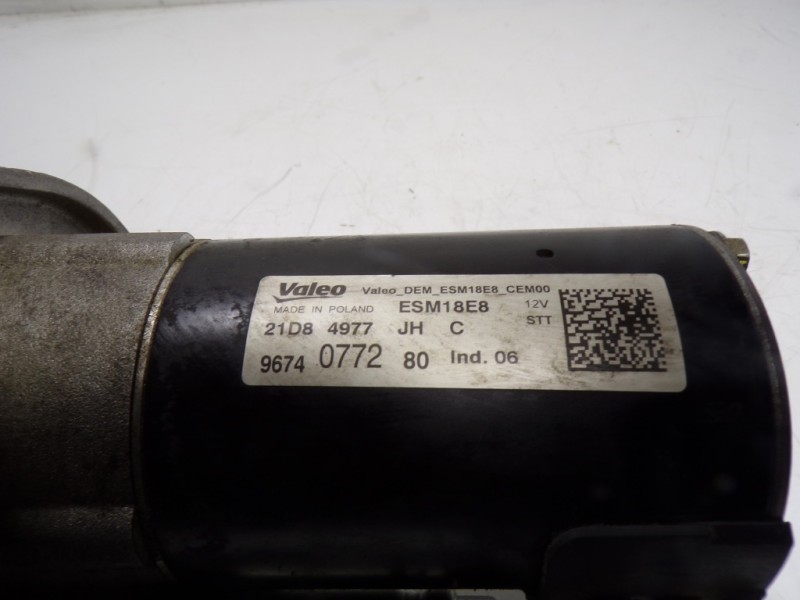 Valeo Valeo_DEM_ESM18E8_CEM00
MADE IN POLAND ESM18E8 12V
21D8 4977 JH C STT
9674 0772 80 Ind. 06